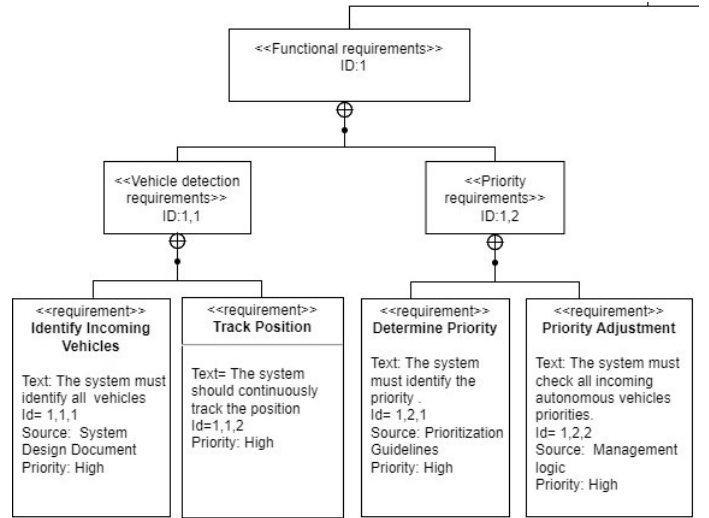 <<Functional requirements>>
ID:1
<<Vehicle detection
requirements>>
ID:1,1
<<Priority
requirements>>
ID:1,2
<<requirement>>
Identify Incoming
Vehicles
Text: The system must
identify all  vehicles
Id= 1,1,1
Source:  System
Design Document
Priority: High
<<requirement>>
Track Position
Text= The system
should continuously
track the position
Id=1,1,2
Priority: High
<<requirement>>
Determine Priority
Text: The system
must identify the
priority .
Id= 1,2,1
Source: Prioritization
Guidelines
Priority: High
<<requirement>>
Priority Adjustment
Text: The system must
check all incoming
autonomous vehicles
priorities.
Id= 1,2,2
Source:  Management
logic
Priority: High